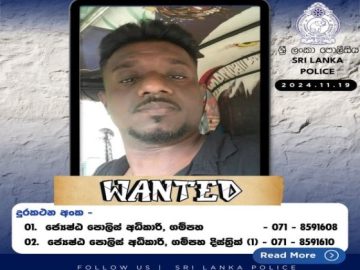 ශ්‍රී ලංකා පොලිසිය
SRI LANKA
POLICE
2024.11.19
WANTED
දුරකථන අංක -
01. ජ්‍යෙෂ්ඨ පොලිස් අධිකාරී, ගම්පහ - 071 - 8591608
02. ජ්‍යෙෂ්ඨ පොලිස් අධිකාරී, ගම්පහ දිස්ත්‍රික් (1) - 071 - 8591610
Read More
FOLLOW US | SRI LANKA POLICE